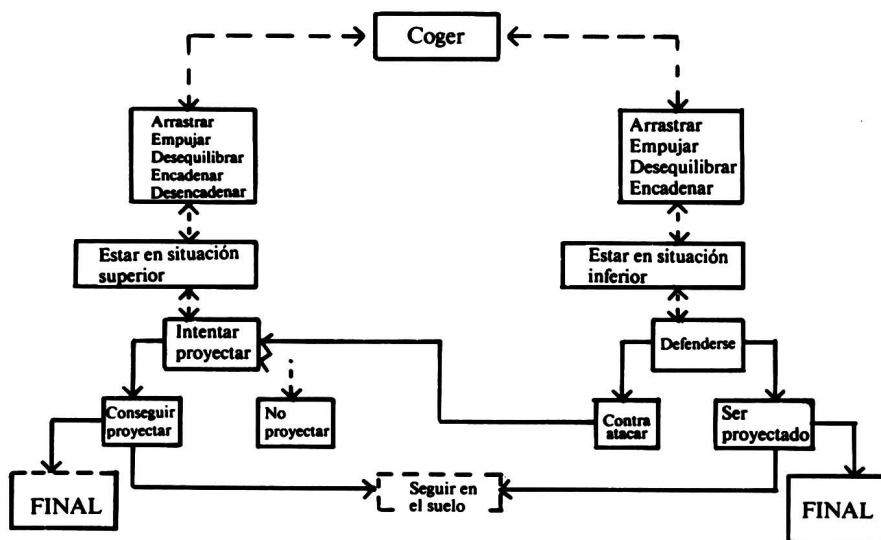 Coger
Arrastrar
Empujar
Desequilibrar
Encadenar
Desencadenar
Arrastrar
Empujar
Desequilibrar
Encadenar
Estar en situación
superior
Estar en situación
inferior
Intentar
proyectar
Defenderse
Conseguir
proyectar
No
proyectar
Contra
atacar
Ser
proyectado
FINAL
Seguir en
el suelo
FINAL